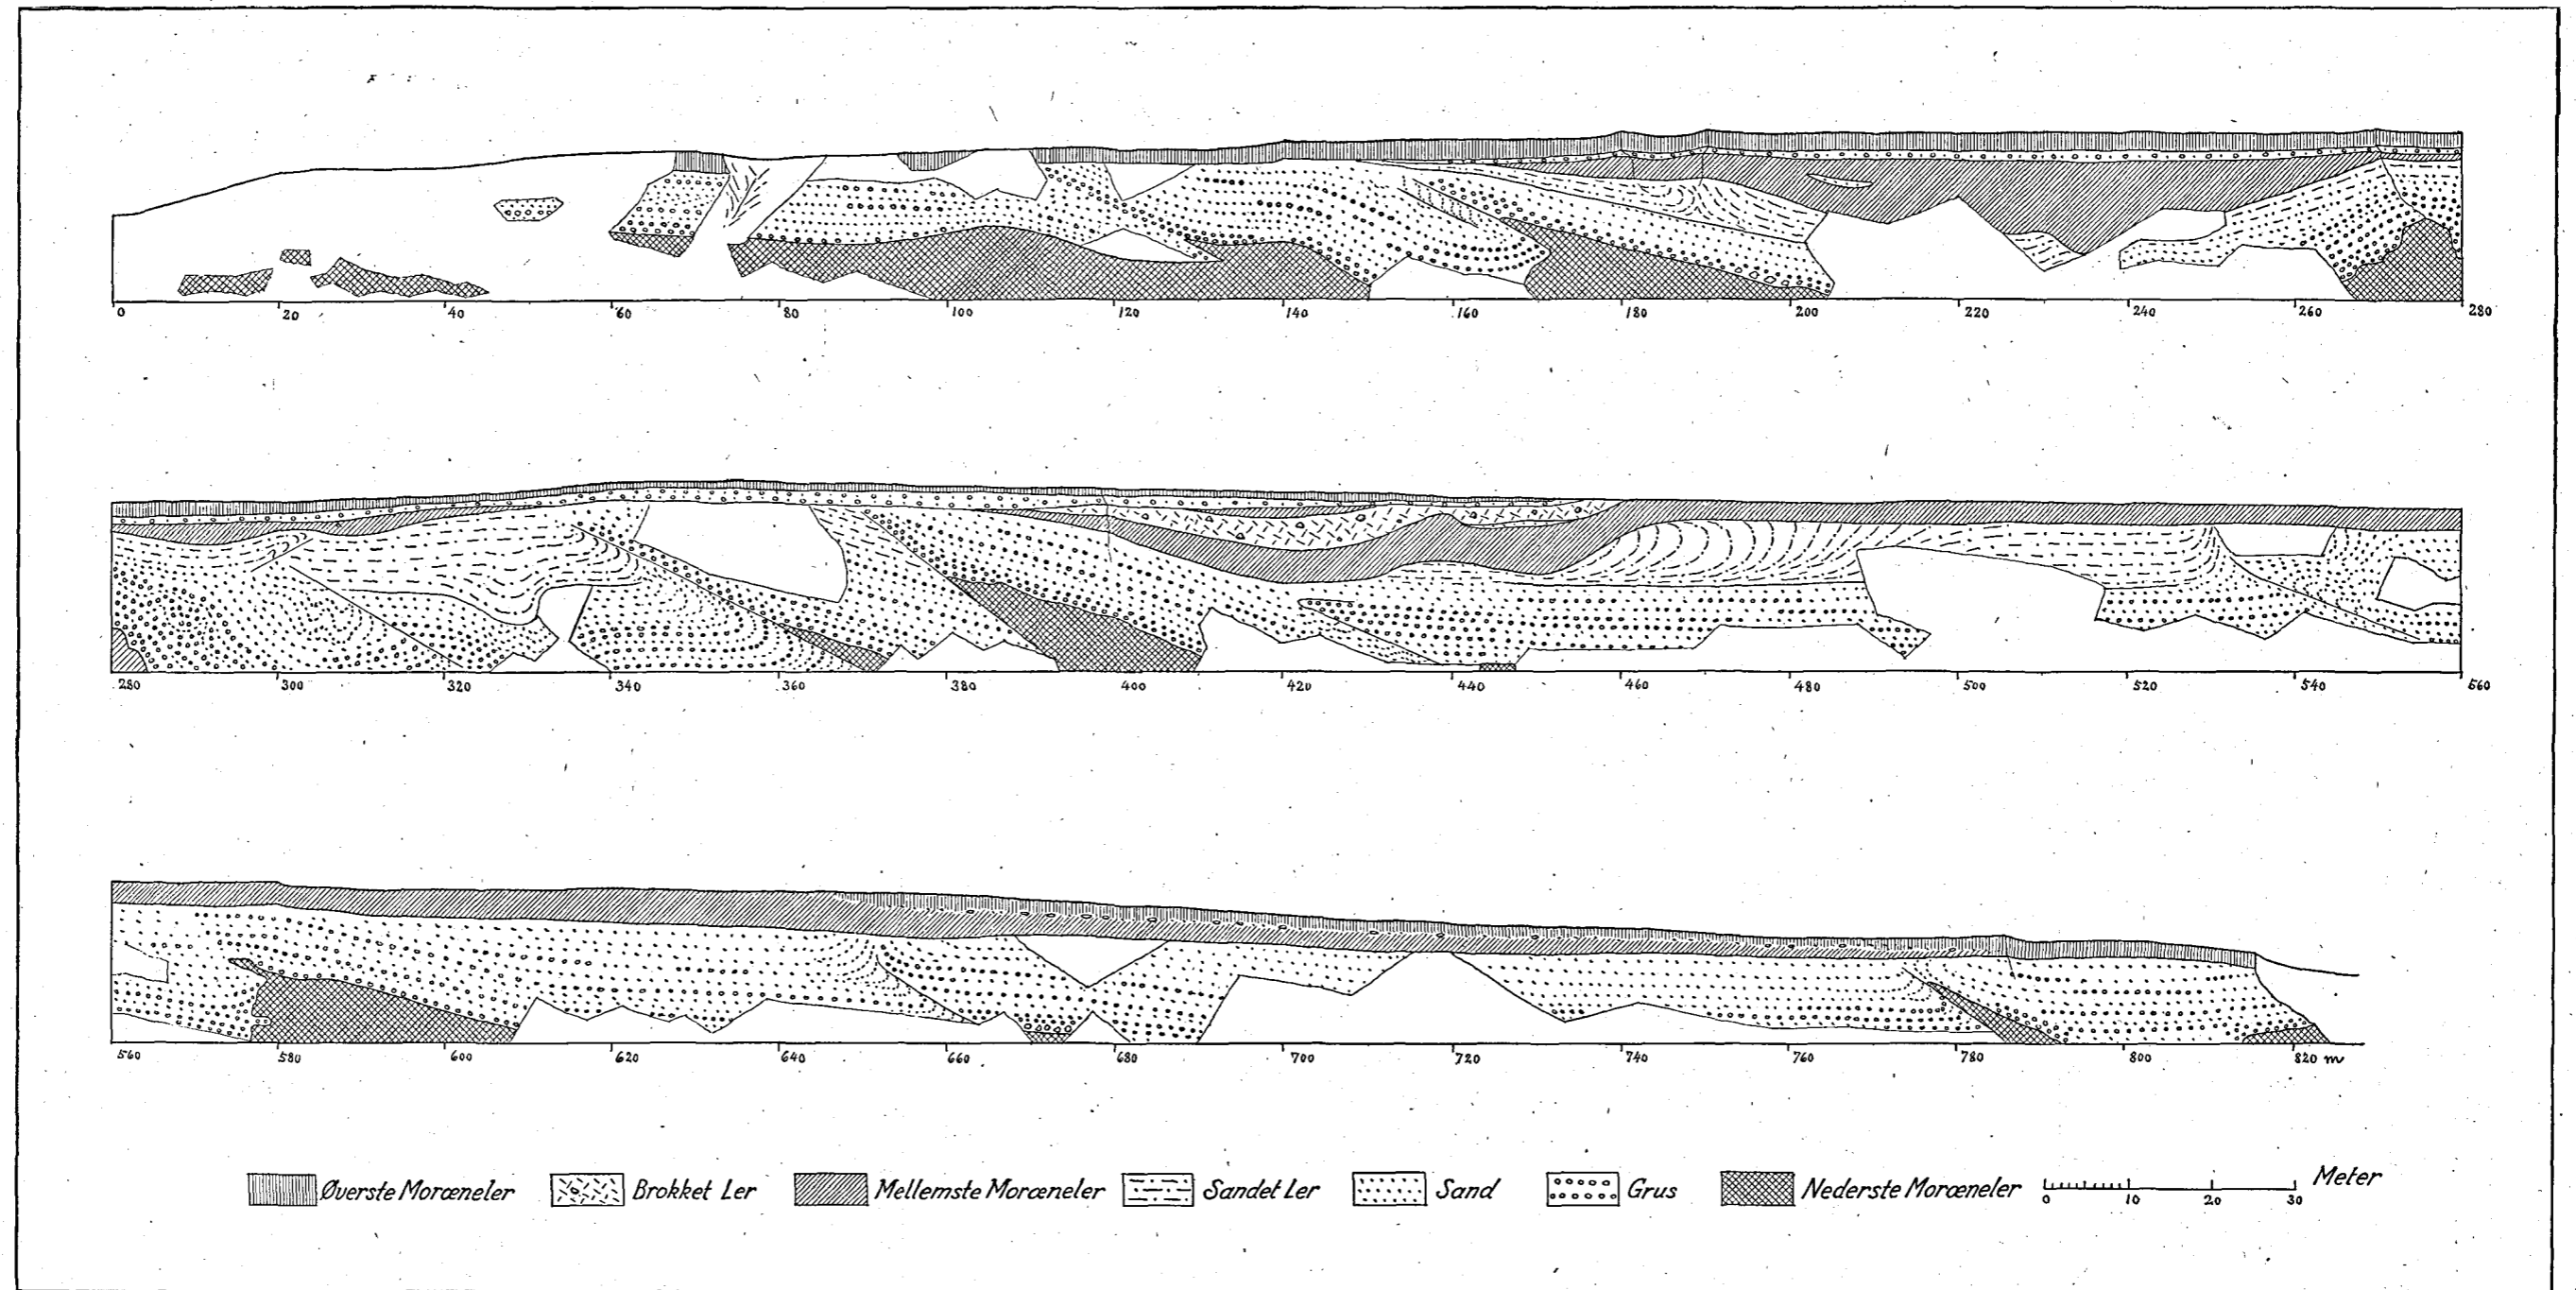 0 20 40 60 80 100 120 140 160 180 200 220 240 260 280
280 300 320 340 360 380 400 420 440 460 480 500 520 540 560
560 580 600 620 640 660 680 700 720 740 760 780 800 820 m
Øverste Moræneler Brokket Ler Mellemste Moræneler Sandet Ler Sand Grus Nederste Moræneler Meter
0 10 20 30